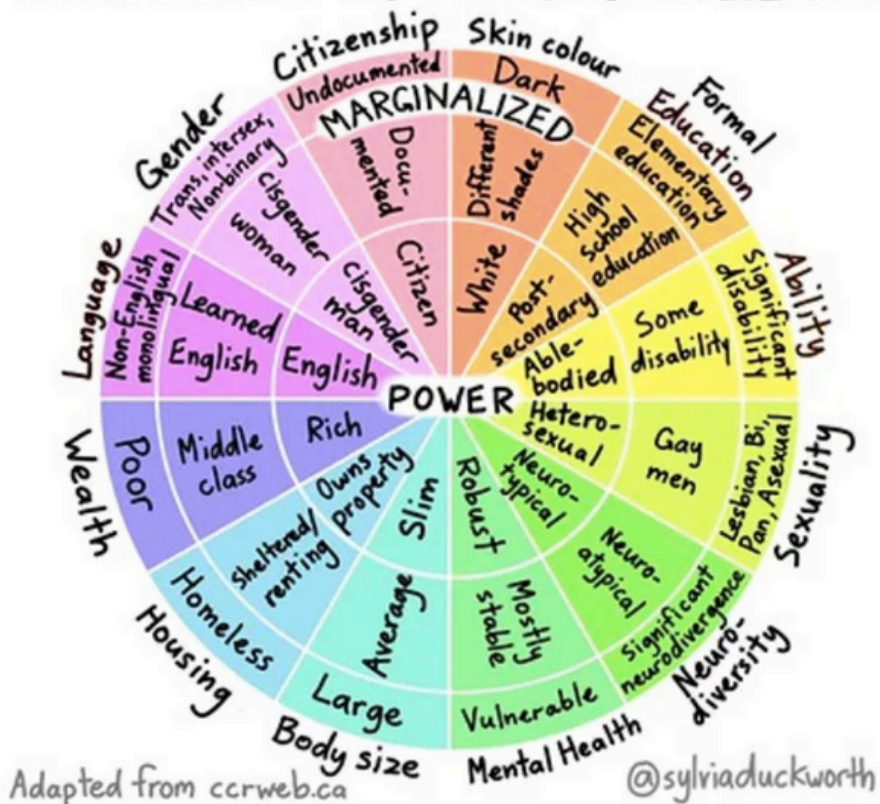 Citizenship
Undocumented
Docu-
mented
Citizen
Skin colour
Dark
Different
shades
White
Formal
Education
Elementary
education
High
School
education
Post-
secondary
Ability
Significant
disability
Some
disability
Able-
bodied
Sexuality
Lesbian, Bi,
Pan, Asexual
Gay
men
Hetero-
sexual
Neuro-
diversity
Significant
neurodivergence
Neuro-
atypical
Neuro-
typical
Mental Health
Vulnerable
Mostly
stable
Robust
Body size
Large
Average
Slim
Housing
Homeless
Sheltered/
renting
Owns
property
Wealth
Poor
Middle
class
Rich
Language
Non-English
monolingual
Learned
English
English
Gender
Trans, intersex,
Non-binary
cisgender
woman
cisgender
man
MARGINALIZED
POWER
Adapted from ccrweb.ca
@sylviaduckworth